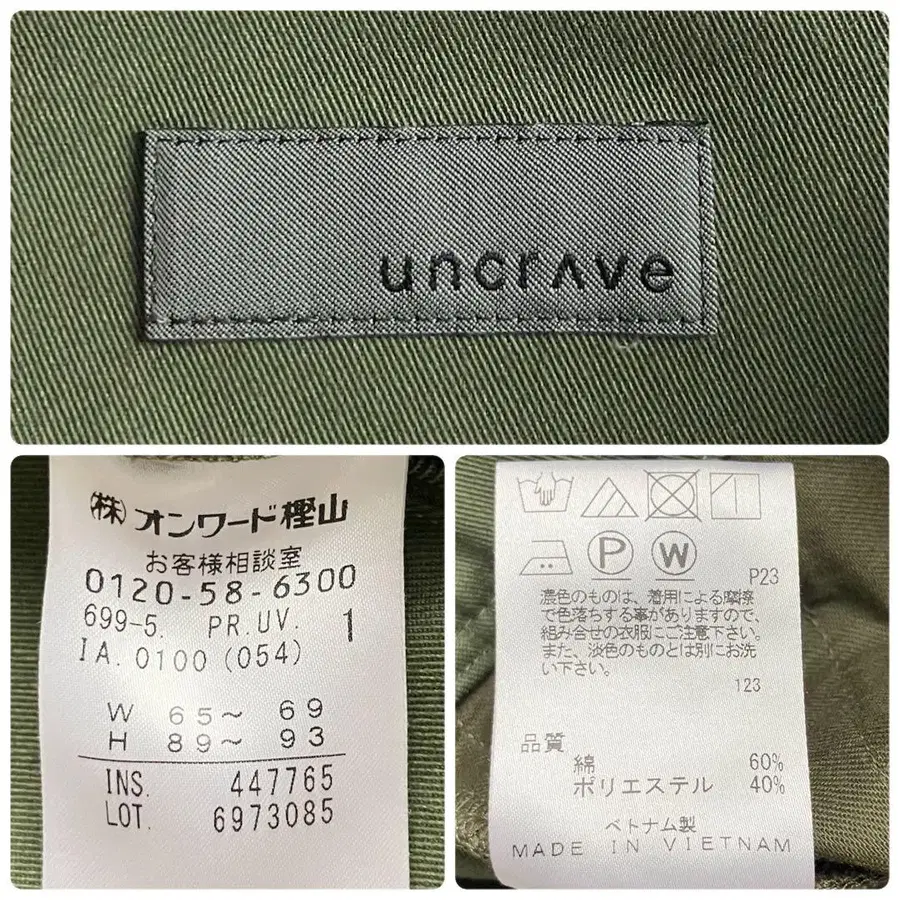 uncrΛve
(株)オンワード樫山
お客様相談室
0120-58-6300
699-5. PR.UV. 1
IA.0100(054)
W 65～ 69
H 89～ 93
INS. 447765
LOT. 6973085
P W
P23
濃色のものは、着用による摩擦
で色落ちする事がありますので、
組み合せの衣服にご注意下さい。
また、淡色のものとは別にお洗
い下さい。
123
品質
綿 60%
ポリエステル 40%
ベトナム製
MADE IN VIETNAM